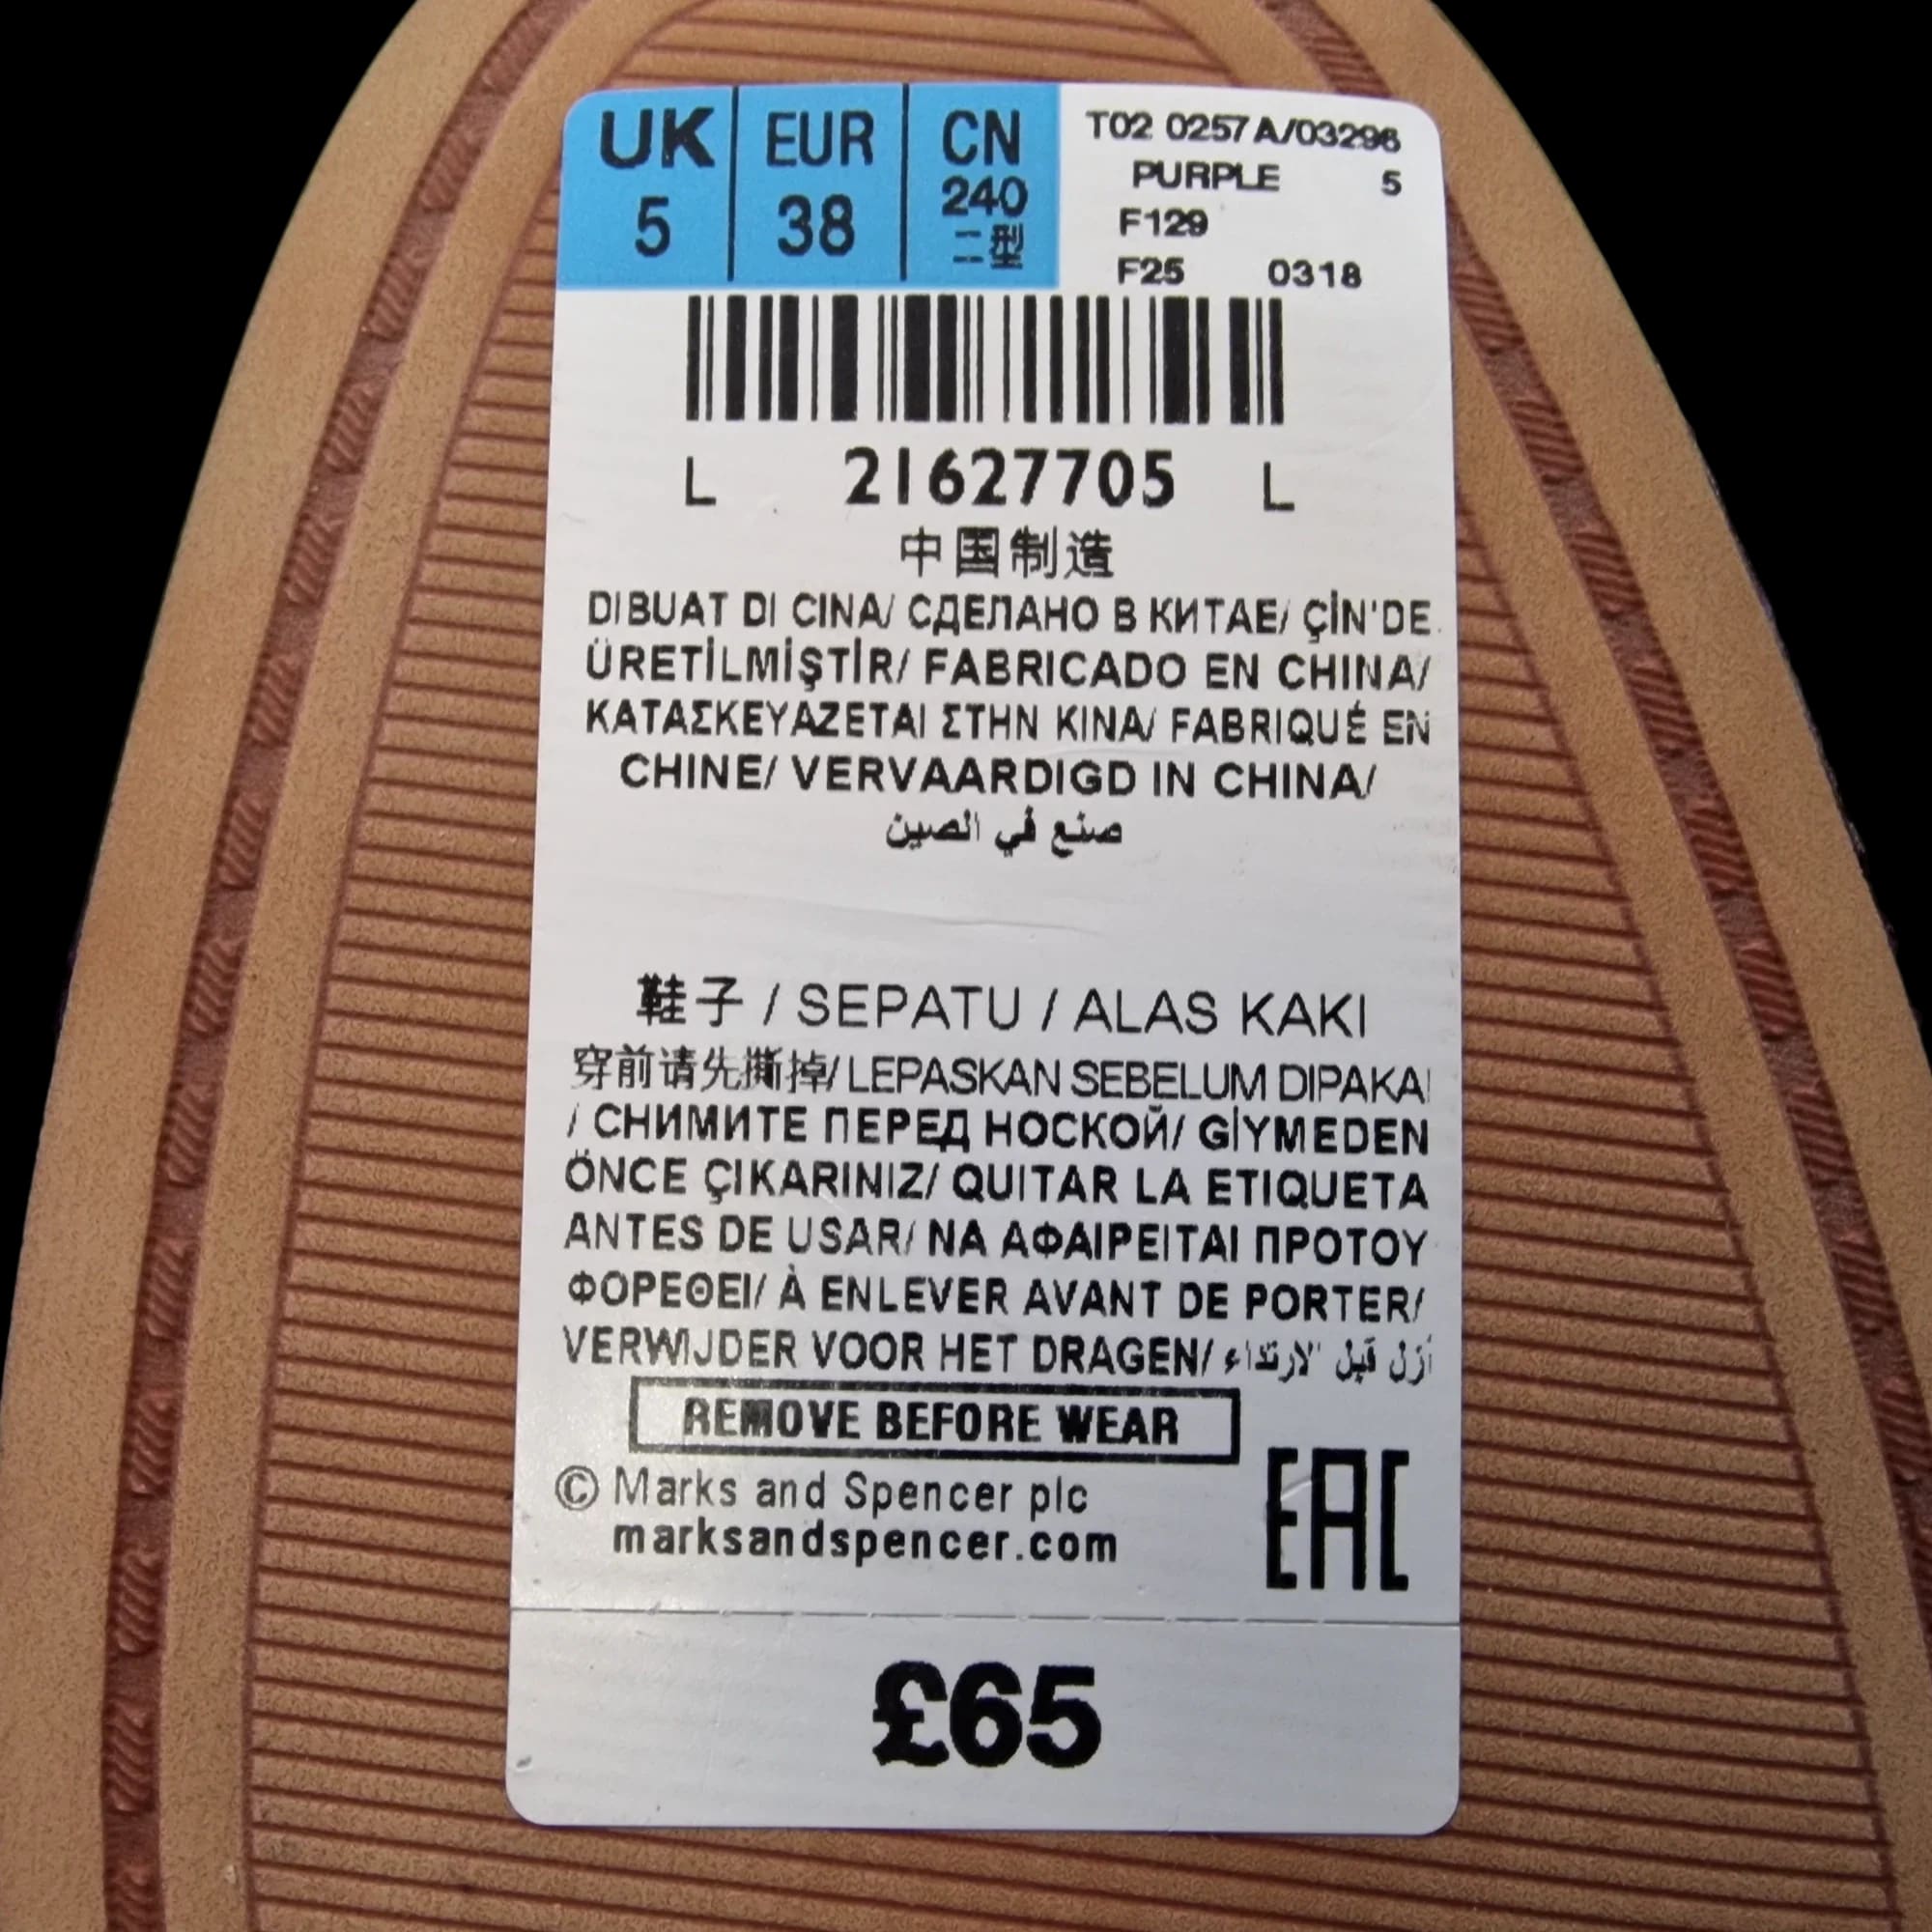 UK EUR CN T02 0257A/03296
5 38 240 PURPLE 5
二型 F129
F25 0318
L 21627705 L
中国制造
DIBUAT DI CINA/ СДЕЛАНО В КИТАЕ/ ÇİN'DE
ÜRETİLMİŞTİR/ FABRICADO EN CHINA/
ΚΑΤΑΣΚΕΥΑΖΕΤΑΙ ΣΤΗΝ ΚΙΝΑ/ FABRIQUÉ EN
CHINE/ VERVAARDIGD IN CHINA/
صنع في الصين
鞋子 / SEPATU / ALAS KAKI
穿前请先撕掉/ LEPASKAN SEBELUM DIPAKAI
/ СНИМИТЕ ПЕРЕД НОСКОЙ/ GİYMEDEN
ÖNCE ÇIKARINIZ/ QUITAR LA ETIQUETA
ANTES DE USAR/ ΝΑ ΑΦΑΙΡΕΙΤΑΙ ΠΡΟΤΟΥ
ΦΟΡΕΘΕΙ/ À ENLEVER AVANT DE PORTER/
VERWIJDER VOOR HET DRAGEN/ أزل قبل الارتداء
REMOVE BEFORE WEAR
© Marks and Spencer plc
marksandspencer.com
EAC
£65